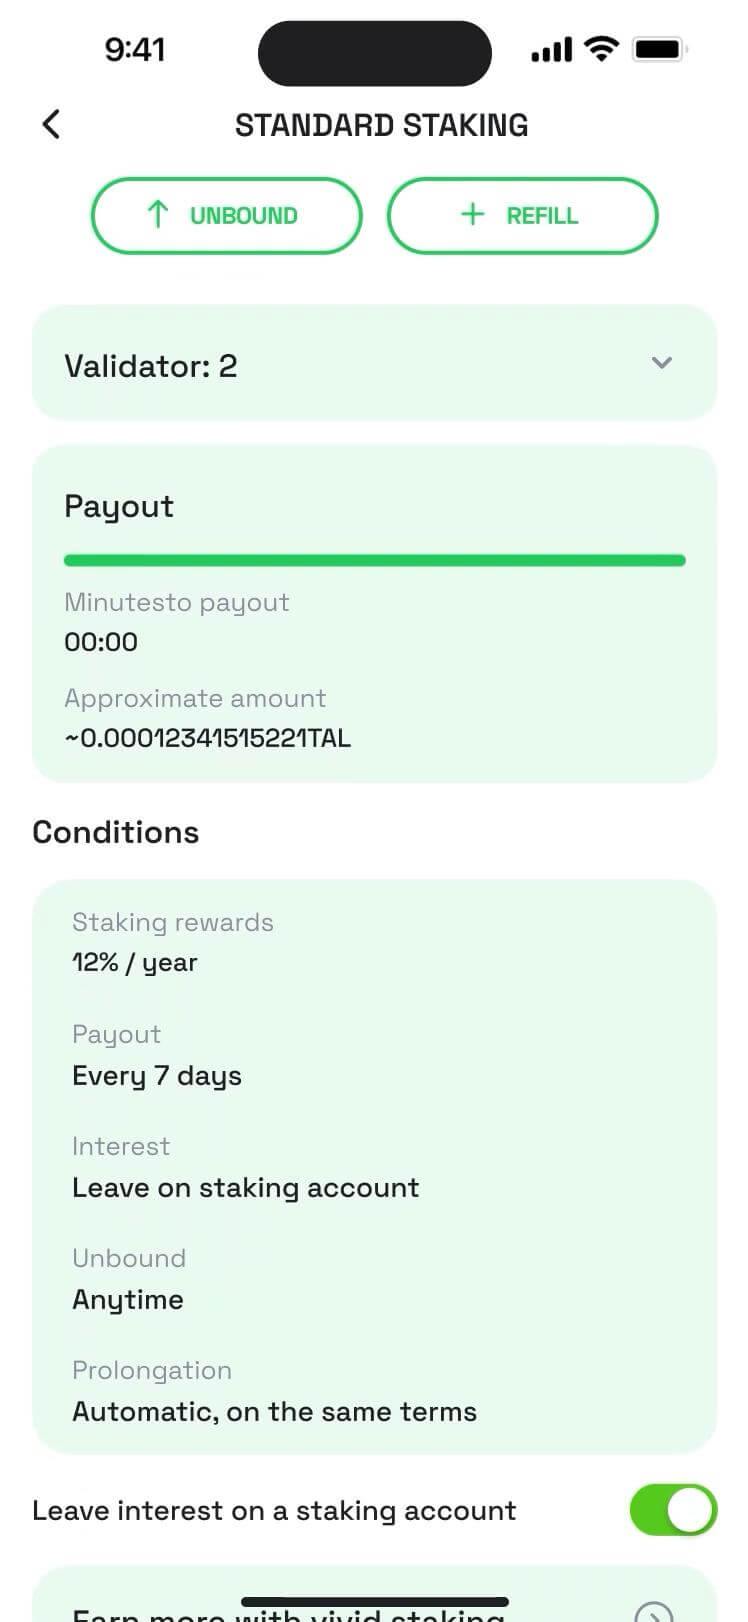 9:41
STANDARD STAKING
UNBOUND
REFILL
Validator: 2
Payout
Minutesto payout
00:00
Approximate amount
~0.00012341515221TAL
Conditions
Staking rewards
12% / year
Payout
Every 7 days
Interest
Leave on staking account
Unbound
Anytime
Prolongation
Automatic, on the same terms
Leave interest on a staking account
Earn more with vivid staking